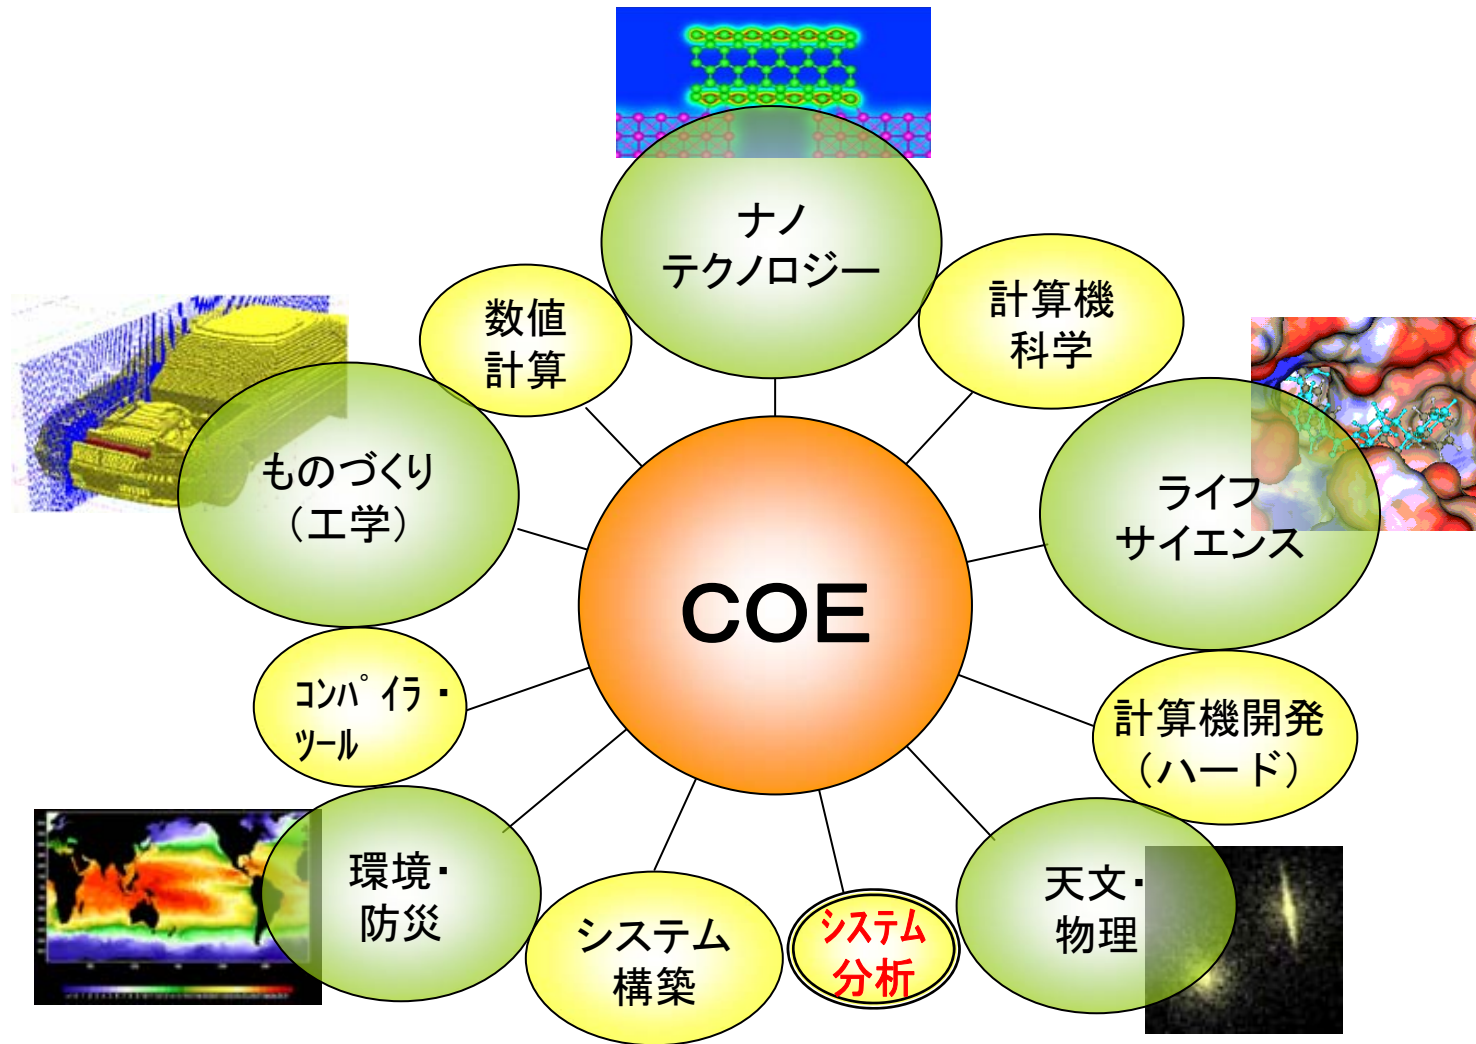 ナノ
テクノロジー
数値
計算
計算機
科学
ものづくり
（工学）
ライフ
サイエンス
COE
ｺﾝﾊﾟｲﾗ・
ﾂｰﾙ
計算機開発
（ハード）
環境・
防災
システム
構築
ｼｽﾃﾑ
分析
天文・
物理